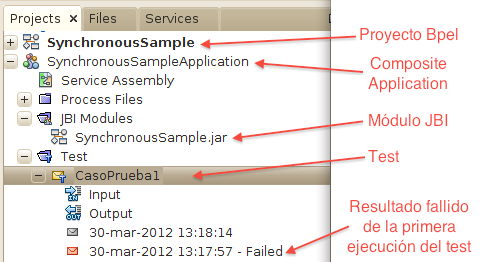 Projects
Files
Services
SynchronousSample
Proyecto Bpel
SynchronousSampleApplication
Composite
Application
Service Assembly
Process Files
JBI Modules
SynchronousSample.jar
Módulo JBI
Test
Test
CasoPrueba1
Input
Output
30-mar-2012 13:18:14
30-mar-2012 13:17:57 - Failed
Resultado fallido
de la primera
ejecución del test